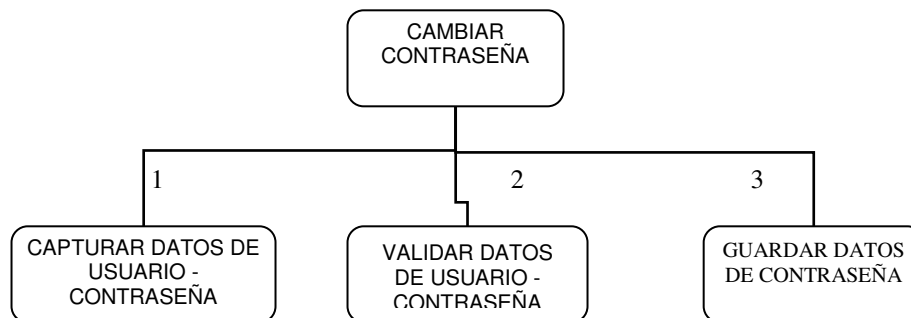 CAMBIAR
CONTRASEÑA
1
2
3
CAPTURAR DATOS DE
USUARIO -
CONTRASEÑA
VALIDAR DATOS
DE USUARIO -
CONTRASEÑA
GUARDAR DATOS
DE CONTRASEÑA